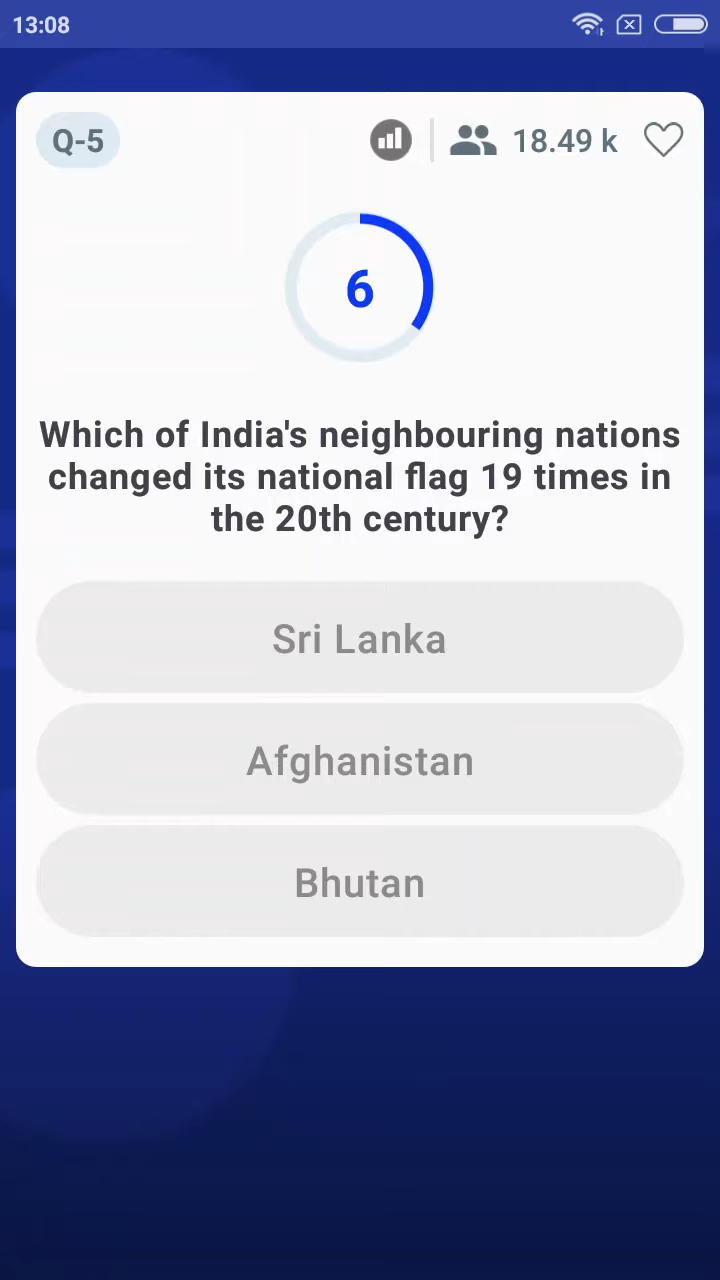 13:08
Q-5
18.49 k
6
Which of India's neighbouring nations
changed its national flag 19 times in
the 20th century?
Sri Lanka
Afghanistan
Bhutan